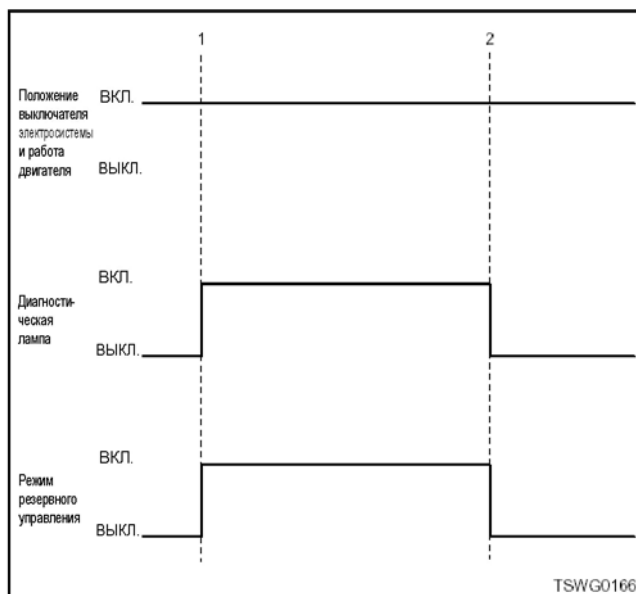 1 2
Положение
выключателя
электросистемы
и работа
двигателя
ВКЛ.
ВЫКЛ.
Диагности-
ческая
лампа
ВКЛ.
ВЫКЛ.
Режим
резервного
управления
ВКЛ.
ВЫКЛ.
TSWG0166